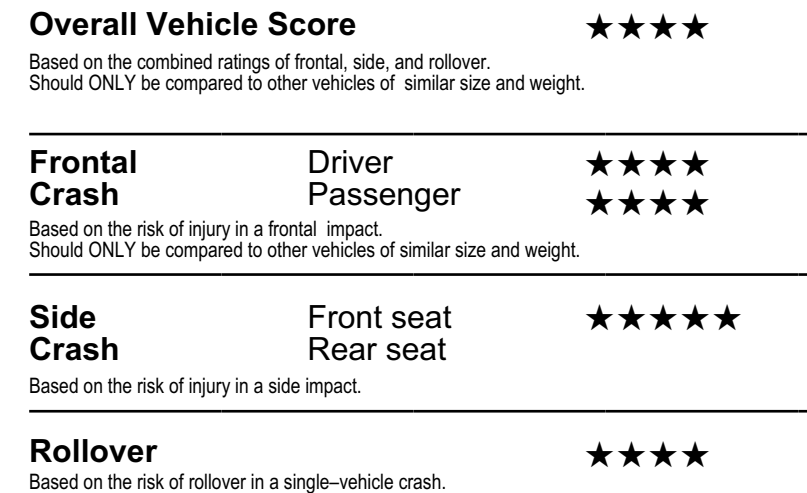 Overall Vehicle Score ★★★★
Based on the combined ratings of frontal, side, and rollover.
Should ONLY be compared to other vehicles of similar size and weight.
Frontal Driver ★★★★
Crash Passenger ★★★★
Based on the risk of injury in a frontal impact.
Should ONLY be compared to other vehicles of similar size and weight.
Side Front seat ★★★★★
Crash Rear seat
Based on the risk of injury in a side impact.
Rollover ★★★★
Based on the risk of rollover in a single–vehicle crash.